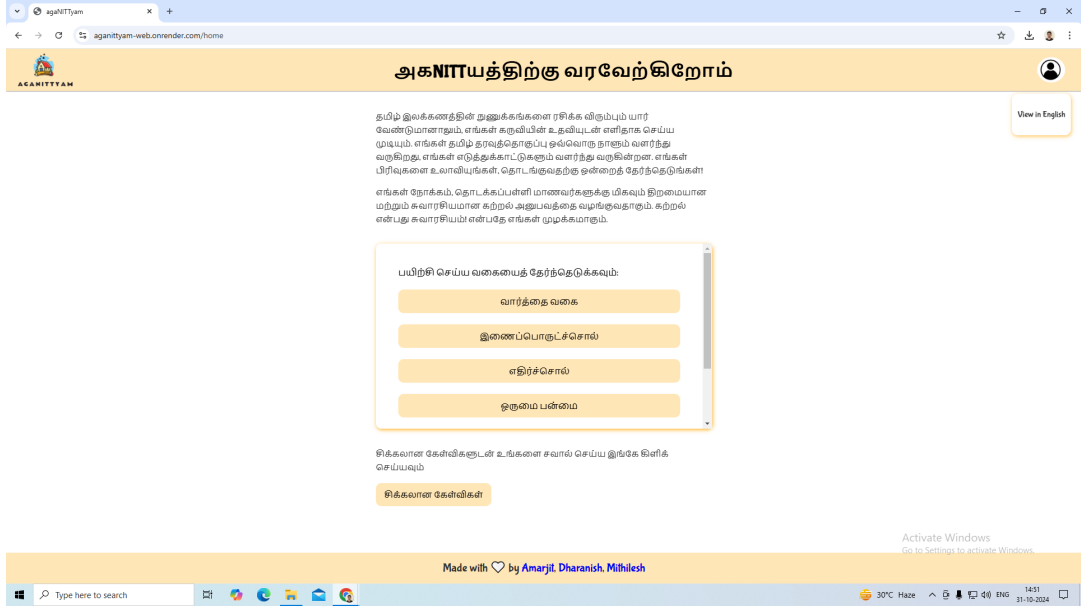 agaNITTyam
aganittyam-web.onrender.com/home
AGANITTYAM
அகNITTயத்திற்கு வரவேற்கிறோம்
View in English
தமிழ் இலக்கணத்தின் நுணுக்கங்களை ரசிக்க விரும்பும் யார்
வேண்டுமானாலும், எங்கள் கருவியின் உதவியுடன் எளிதாக செய்ய
முடியும். எங்கள் தமிழ் தரவுத்தொகுப்பு ஒவ்வொரு நாளும் வளர்ந்து
வருகிறது, எங்கள் எடுத்துக்காட்டுகளும் வளர்ந்து வருகின்றன. எங்கள்
பிரிவுகளை உலாவியுங்கள், தொடங்குவதற்கு ஒன்றைத் தேர்ந்தெடுங்கள்!
எங்கள் நோக்கம், தொடக்கப்பள்ளி மாணவர்களுக்கு மிகவும் திறமையான
மற்றும் சுவாரசியமான கற்றல் அனுபவத்தை வழங்குவதாகும். கற்றல்
என்பது சுவாரசியம்! என்பதே எங்கள் முழக்கமாகும்.
பயிற்சி செய்ய வகையைத் தேர்ந்தெடுக்கவும்:
வார்த்தை வகை
இணைப்பொருட்ச்சொல்
எதிர்ச்சொல்
ஒருமை பன்மை
சிக்கலான கேள்விகளுடன் உங்களை சவால் செய்ய இங்கே கிளிக்
செய்யவும்
சிக்கலான கேள்விகள்
Activate Windows
Go to Settings to activate Windows.
Made with by Amarjit, Dharanish, Mithilesh
Type here to search
30°C Haze
ENG
14:51
31-10-2024